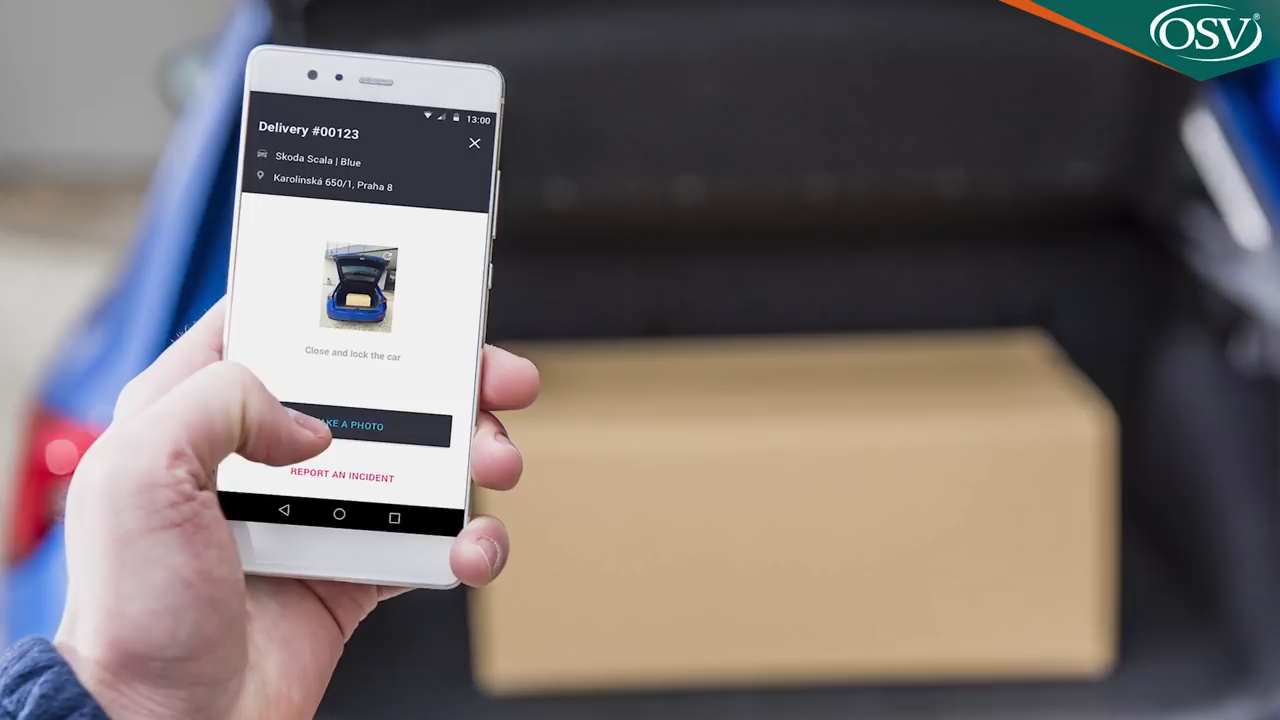 OSV
13:00
Delivery #00123
Skoda Scala | Blue
Karolinská 650/1, Praha 8
Close and lock the car
AKE A PHOTO
REPORT AN INCIDENT